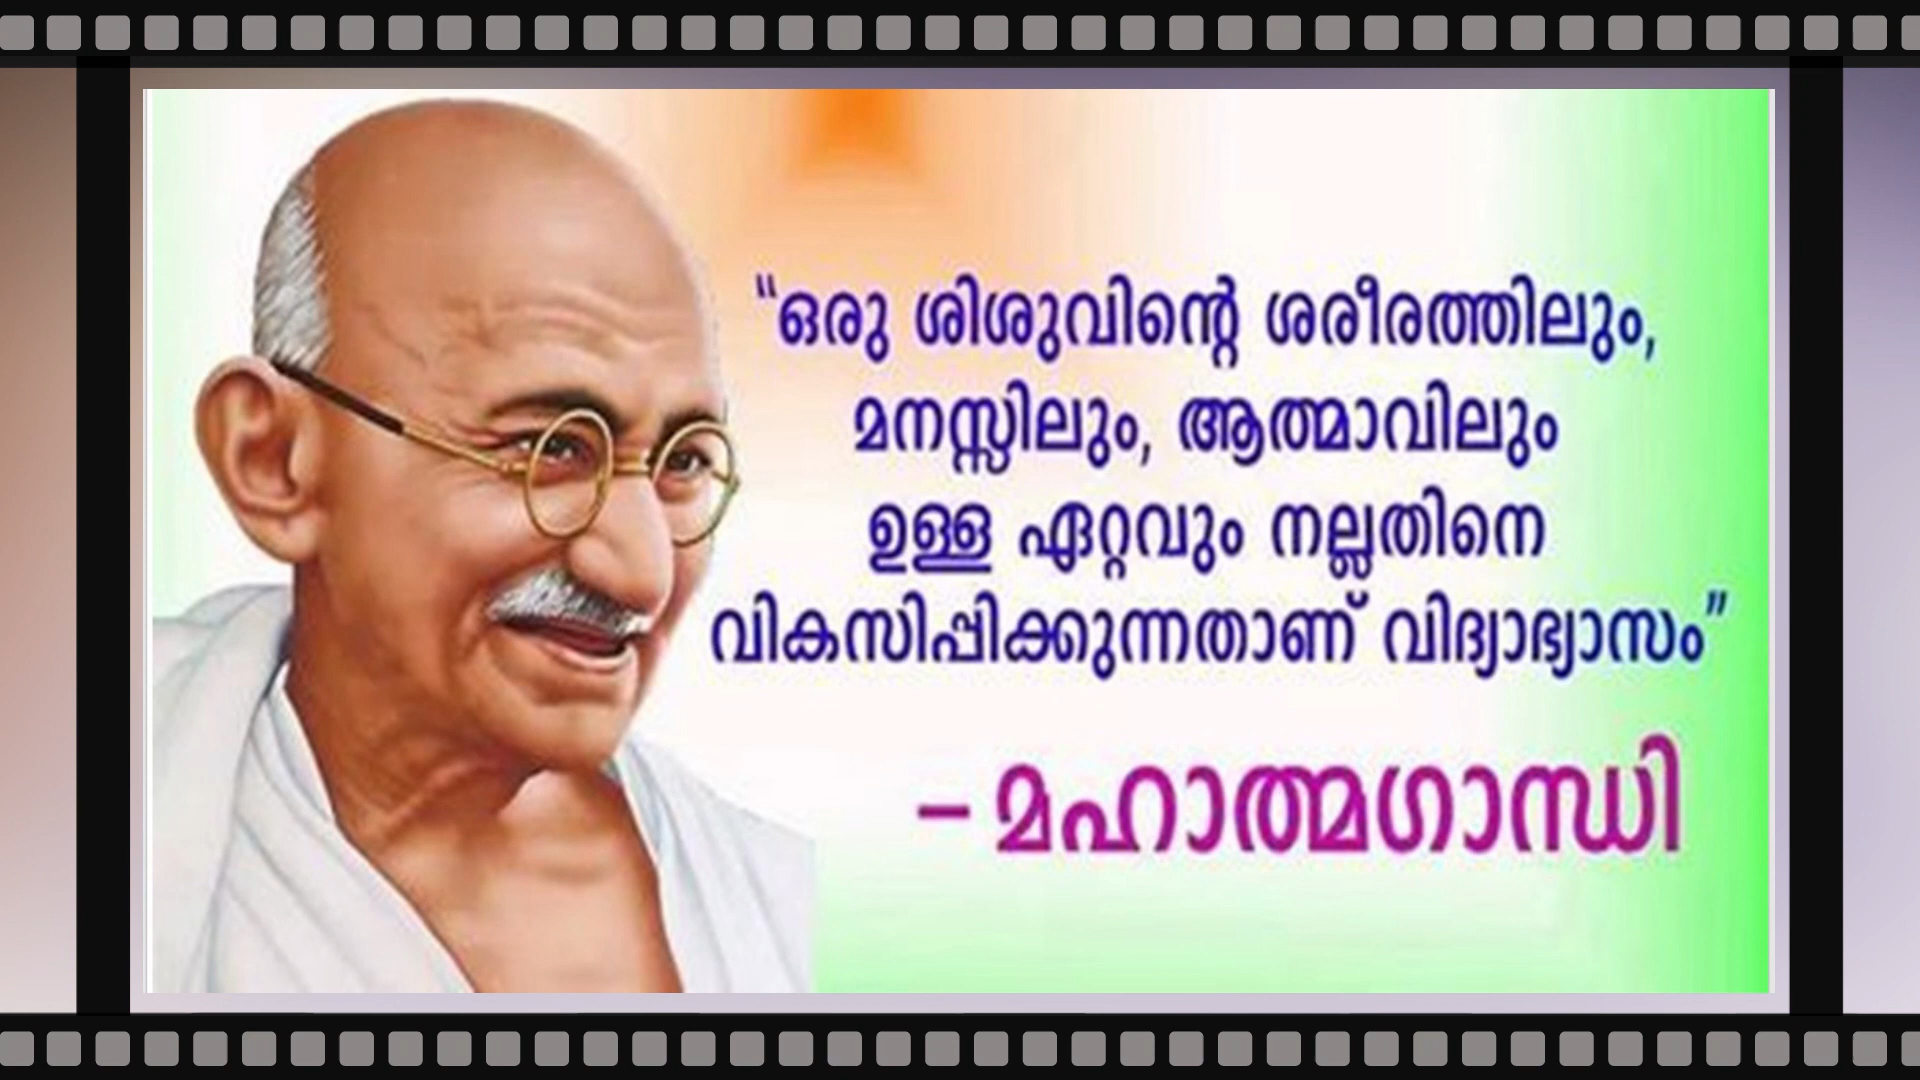 “ഒരു ശിശുവിന്റെ ശരീരത്തിലും,
മനസ്സിലും, ആത്മാവിലും
ഉള്ള ഏറ്റവും നല്ലതിനെ
വികസിപ്പിക്കുന്നതാണ് വിദ്യാഭ്യാസം”
– മഹാത്മഗാന്ധി